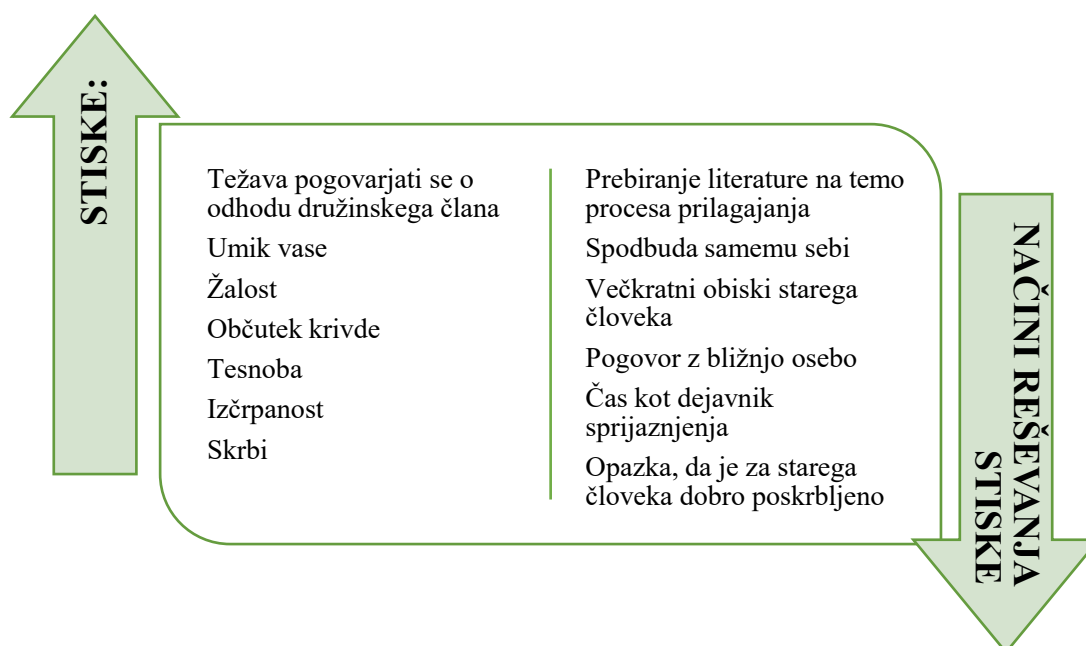 STISKE:
Težava pogovarjati se o
odhodu družinskega člana
Umik vase
Žalost
Občutek krivde
Tesnoba
Izčrpanost
Skrbi
Prebiranje literature na temo
procesa prilagajanja
Spodbuda samemu sebi
Večkratni obiski starega
človeka
Pogovor z bližnjo osebo
Čas kot dejavnik
sprijaznjenja
Opazka, da je za starega
človeka dobro poskrbljeno
NAČINI REŠEVANJA
STISKE